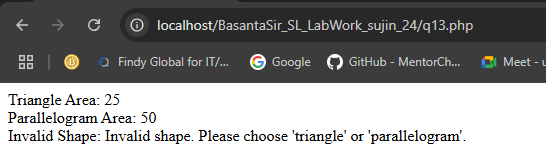 localhost/BasantaSir_SL_LabWork_sujin_24/q13.php
Findy Global for IT/... Google GitHub - MentorCh... Meet - u
Triangle Area: 25
Parallelogram Area: 50
Invalid Shape: Invalid shape. Please choose 'triangle' or 'parallelogram'.